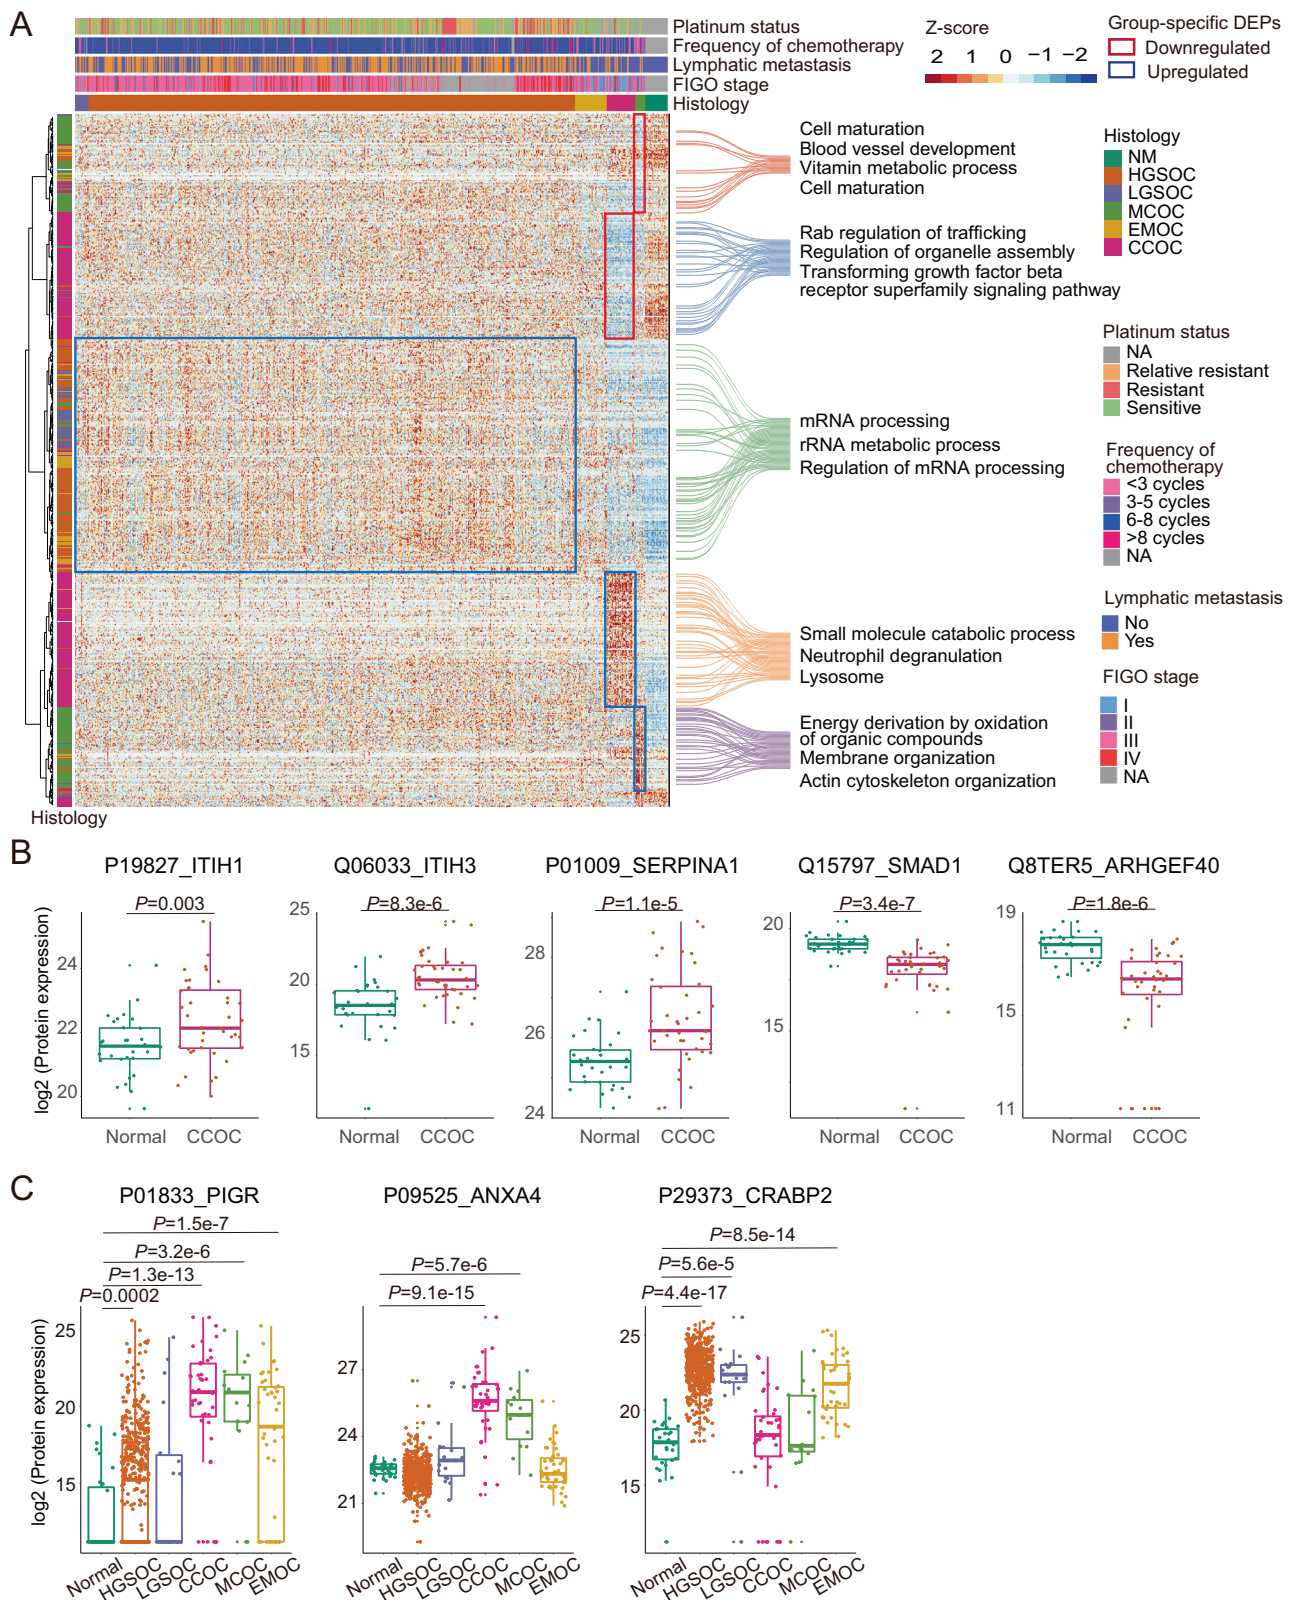 A
Platinum status
Frequency of chemotherapy
Lymphatic metastasis
FIGO stage
Histology
Z-score
2 1 0 −1 −2
Group-specific DEPs
Downregulated
Upregulated
Cell maturation
Blood vessel development
Vitamin metabolic process
Cell maturation
Rab regulation of trafficking
Regulation of organelle assembly
Transforming growth factor beta
receptor superfamily signaling pathway
mRNA processing
rRNA metabolic process
Regulation of mRNA processing
Small molecule catabolic process
Neutrophil degranulation
Lysosome
Energy derivation by oxidation
of organic compounds
Membrane organization
Actin cytoskeleton organization
Histology
NM
HGSOC
LGSOC
MCOC
EMOC
CCOC
Platinum status
NA
Relative resistant
Resistant
Sensitive
Frequency of
chemotherapy
<3 cycles
3-5 cycles
6-8 cycles
>8 cycles
NA
Lymphatic metastasis
No
Yes
FIGO stage
I
II
III
IV
NA
Histology
B
P19827_ITIH1
P=0.003
log2 (Protein expression)
24
22
20
Normal CCOC
Q06033_ITIH3
P=8.3e-6
25
20
15
Normal CCOC
P01009_SERPINA1
P=1.1e-5
28
26
24
Normal CCOC
Q15797_SMAD1
P=3.4e-7
20
15
Normal CCOC
Q8TER5_ARHGEF40
P=1.8e-6
19
15
11
Normal CCOC
C
P01833_PIGR
P=1.5e-7
P=3.2e-6
P=1.3e-13
P=0.0002
log2 (Protein expression)
25
20
15
Normal HGSOC LGSOC CCOC MCOC EMOC
P09525_ANXA4
P=5.7e-6
P=9.1e-15
27
24
21
Normal HGSOC LGSOC CCOC MCOC EMOC
P29373_CRABP2
P=8.5e-14
P=5.6e-5
P=4.4e-17
25
20
15
Normal HGSOC LGSOC CCOC MCOC EMOC